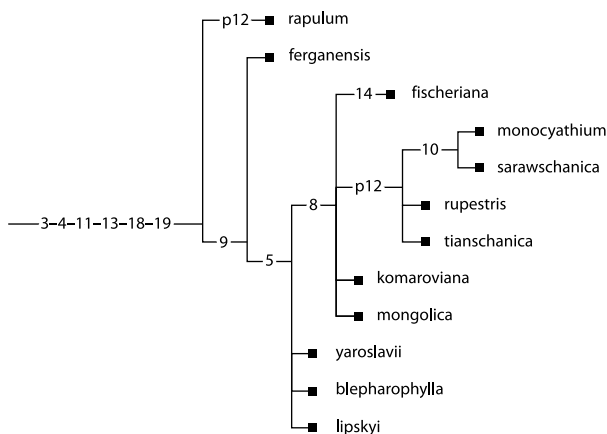 p12 rapulum
ferganensis
14 fischeriana
monocyathium
10
sarawschanica
p12
rupestris
8
3–4–11–13–18–19
9
tianschanica
5
komaroviana
mongolica
yaroslavii
blepharophylla
lipskyi